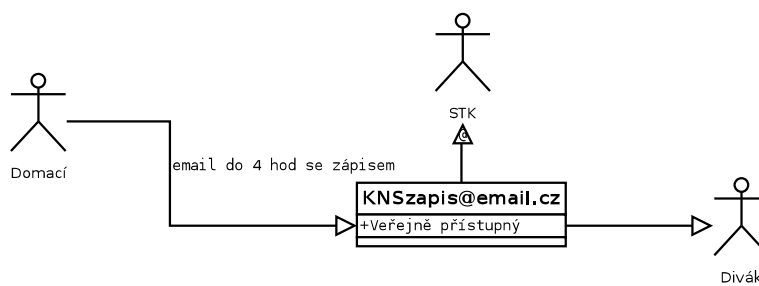 STK
@
Domací
email do 4 hod se zápisem
KNSzapis@email.cz
+Veřejně přístupný
Divák